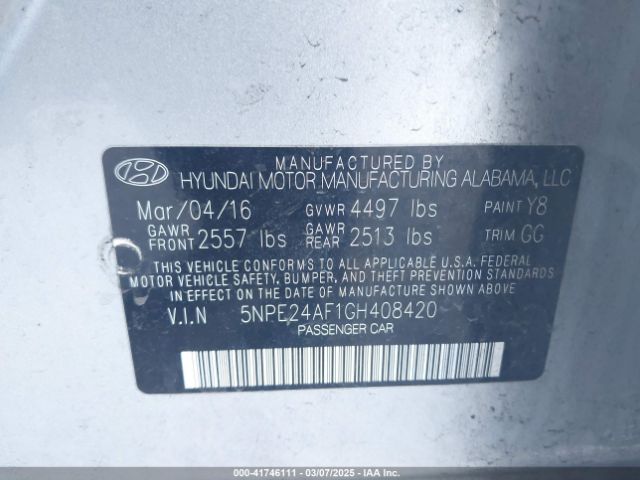 MANUFACTURED BY
HYUNDAI MOTOR MANUFACTURING ALABAMA, LLC
Mar/04/16 GVWR 4497 lbs PAINT Y8
GAWR FRONT 2557 lbs GAWR REAR 2513 lbs TRIM GG
THIS VEHICLE CONFORMS TO ALL APPLICABLE U.S.A. FEDERAL
MOTOR VEHICLE SAFETY, BUMPER, AND THEFT PREVENTION
STANDARDS IN EFFECT ON THE DATE OF MANUFACTURE SHOWN ABOVE.
V.I.N 5NPE24AF1GH408420
PASSENGER CAR
000-41746111 - 03/07/2025 - IAAI.COM